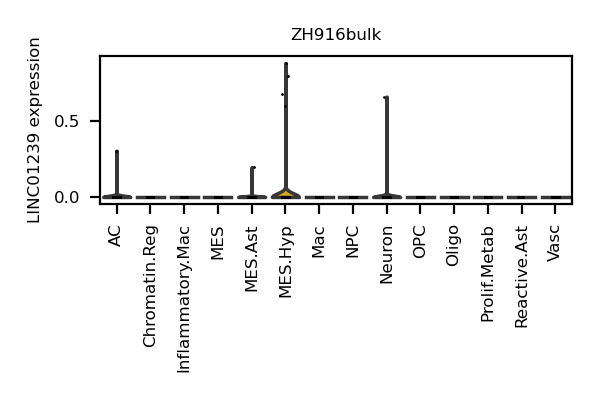 ZH916bulk
LINC01239 expression
0.5
0.0
AC
Chromatin.Reg
Inflammatory.Mac
MES
MES.Ast
MES.Hyp
Mac
NPC
Neuron
OPC
Oligo
Prolif.Metab
Reactive.Ast
Vasc